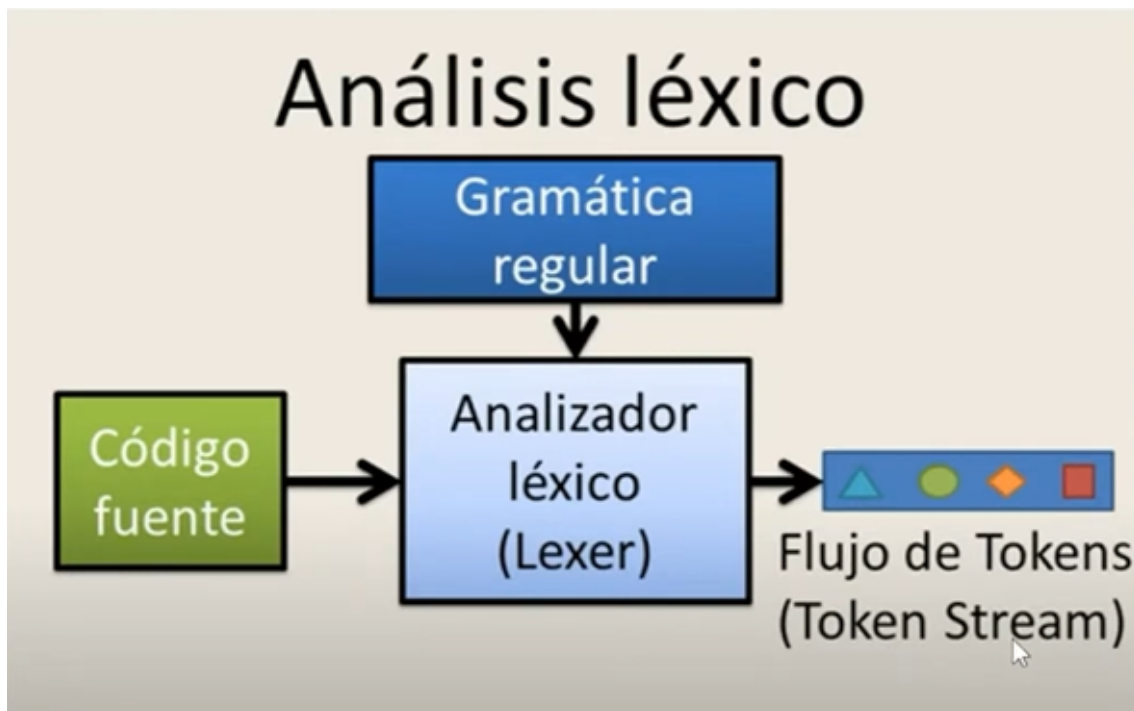 Análisis léxico
Gramática
regular
Código
fuente
Analizador
léxico
(Lexer)
Flujo de Tokens
(Token Stream)